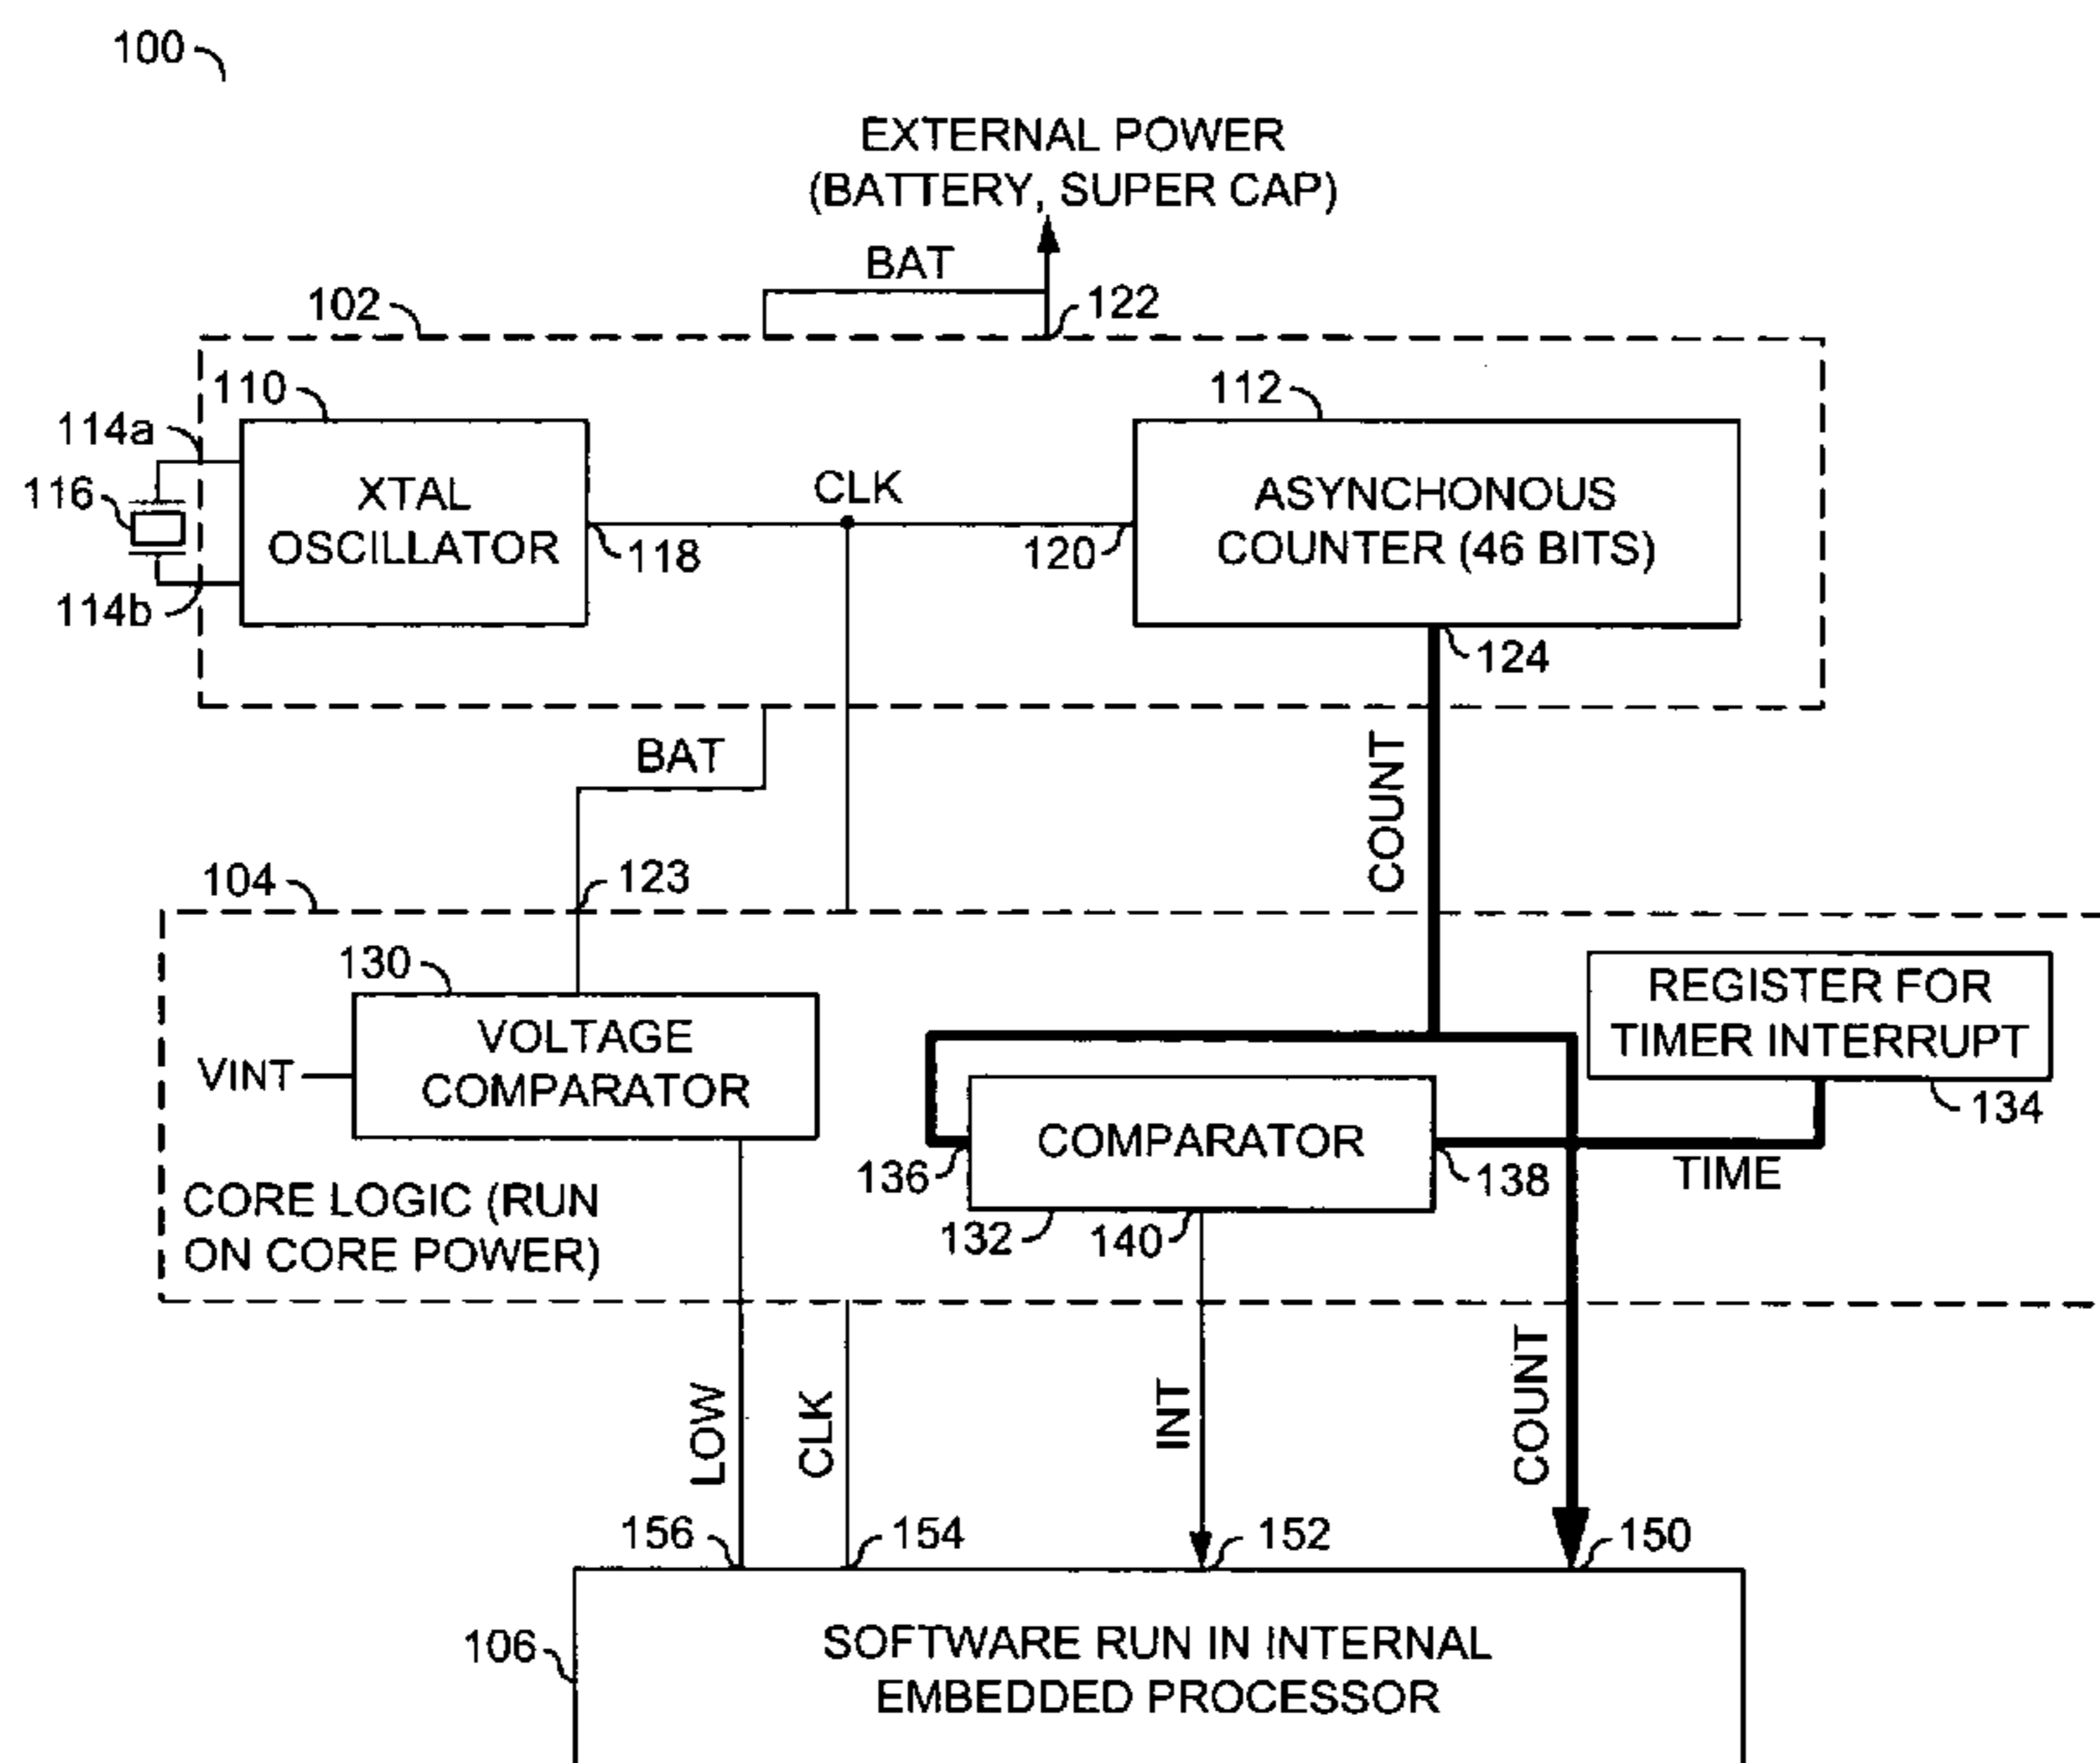 100
EXTERNAL POWER
(BATTERY, SUPER CAP)
BAT
102
122
110
112
114a
116
XTAL
OSCILLATOR
CLK
ASYNCHONOUS
COUNTER (46 BITS)
118
120
114b
124
BAT
COUNT
104
123
130
REGISTER FOR
TIMER INTERRUPT
VOLTAGE
COMPARATOR
VINT
134
COMPARATOR
136
138
TIME
CORE LOGIC (RUN
ON CORE POWER)
132
140
LOW
CLK
INT
COUNT
156
154
152
150
106
SOFTWARE RUN IN INTERNAL
EMBEDDED PROCESSOR